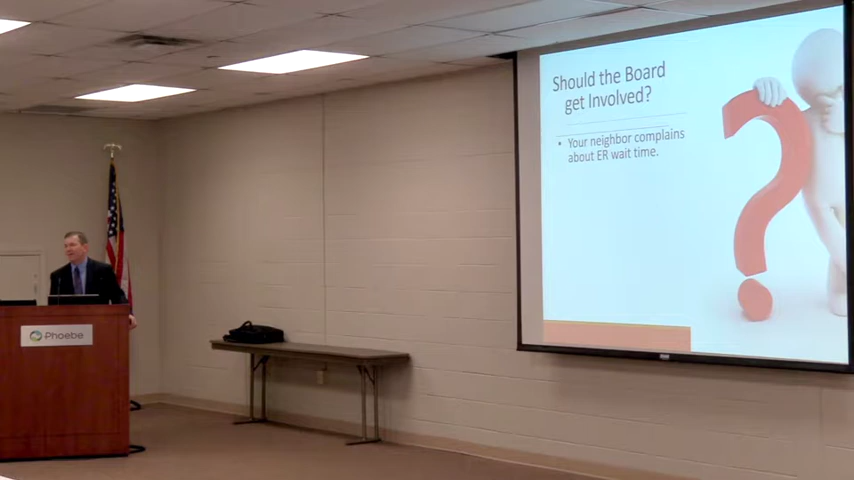 Should the Board
get Involved?
• Your neighbor complains
about ER wait time.
Phoebe